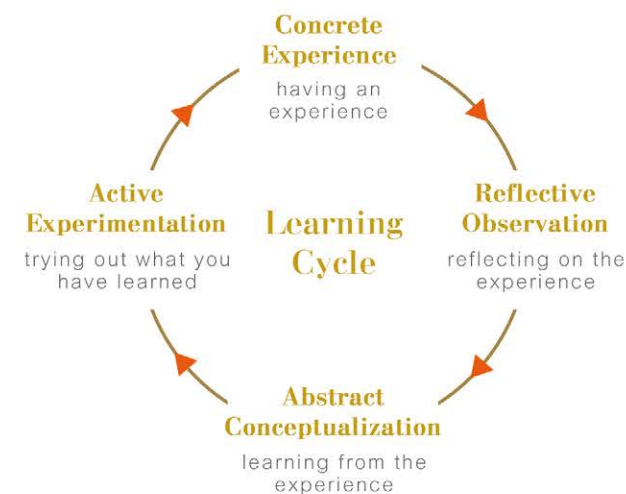 Concrete
Experience
having an
experience
Active
Experimentation
trying out what you
have learned
Learning
Cycle
Reflective
Observation
reflecting on the
experience
Abstract
Conceptualization
learning from the
experience